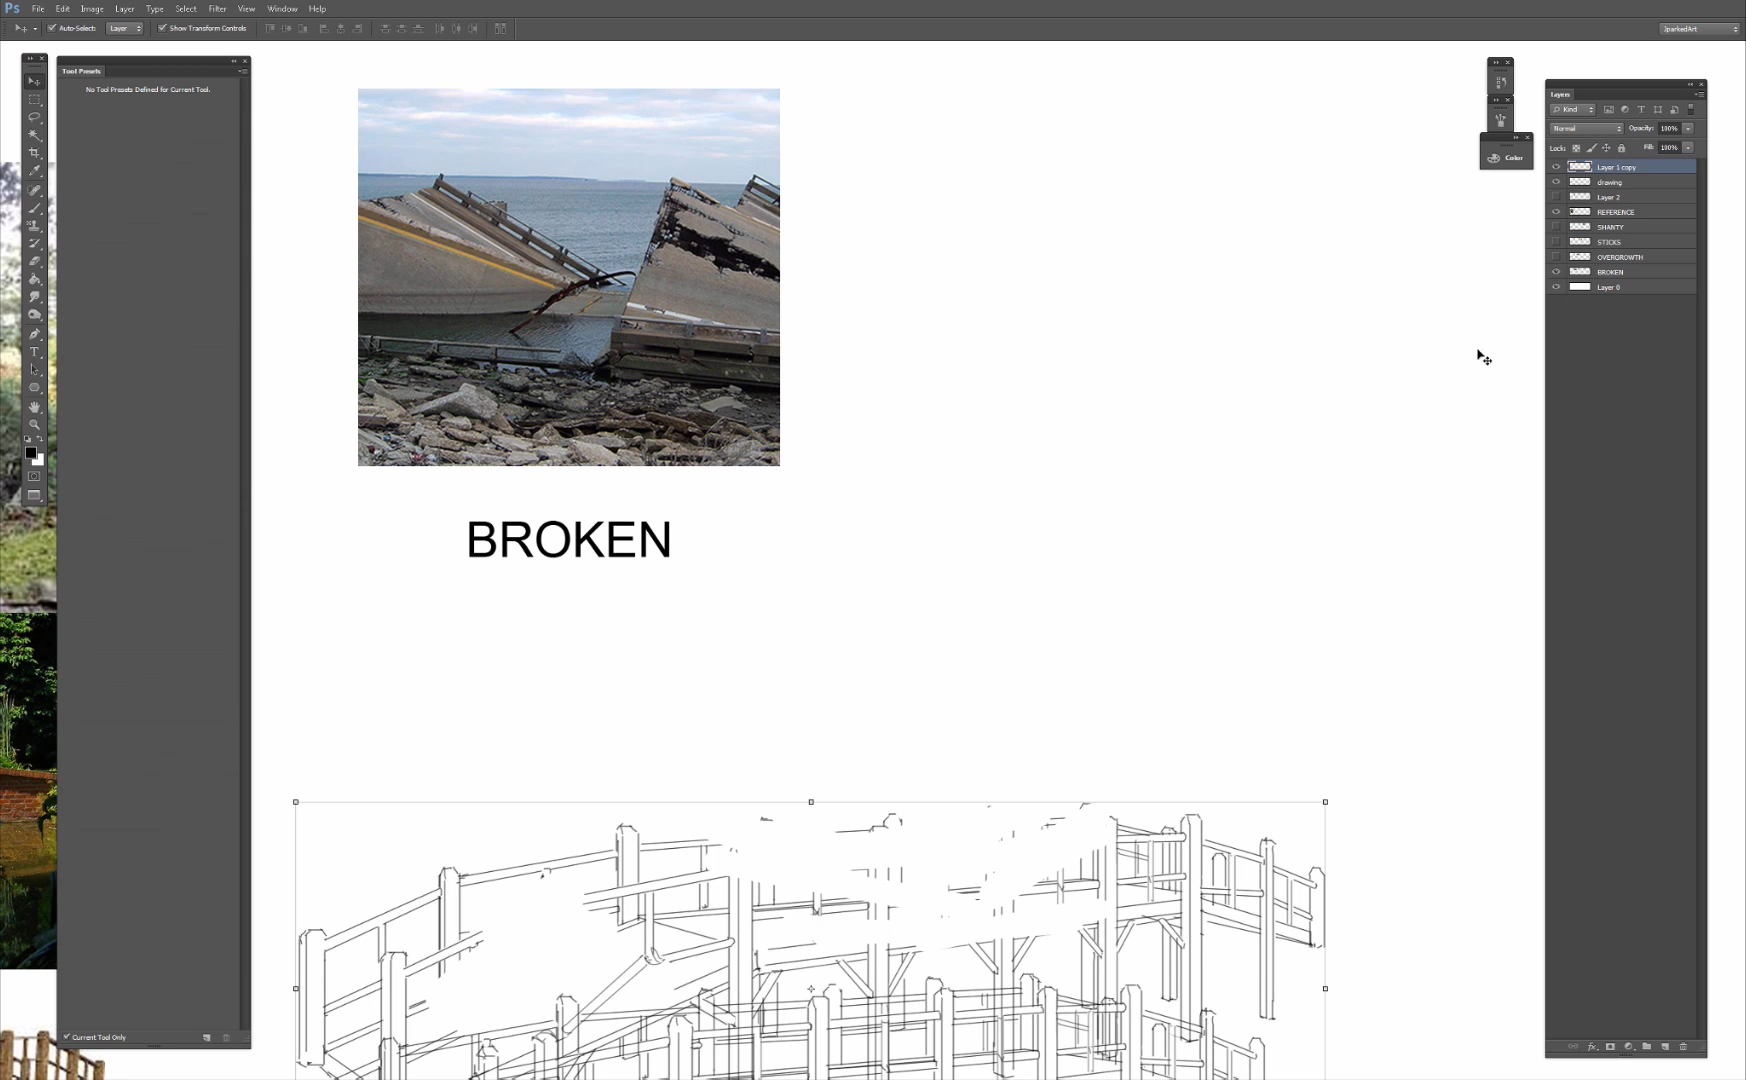 Ps File Edit Image Layer Type Select Filter View Window Help
Auto-Select: Layer Show Transform Controls JparkedArt
Tool Presets
No Tool Presets Defined for Current Tool.
Color
Layers
Kind
Normal Opacity: 100%
Lock: Fill: 100%
Layer 1 copy
drawing
Layer 2
REFERENCE
SHANTY
STICKS
OVERGROWTH
BROKEN
Layer 0
BROKEN
Current Tool Only